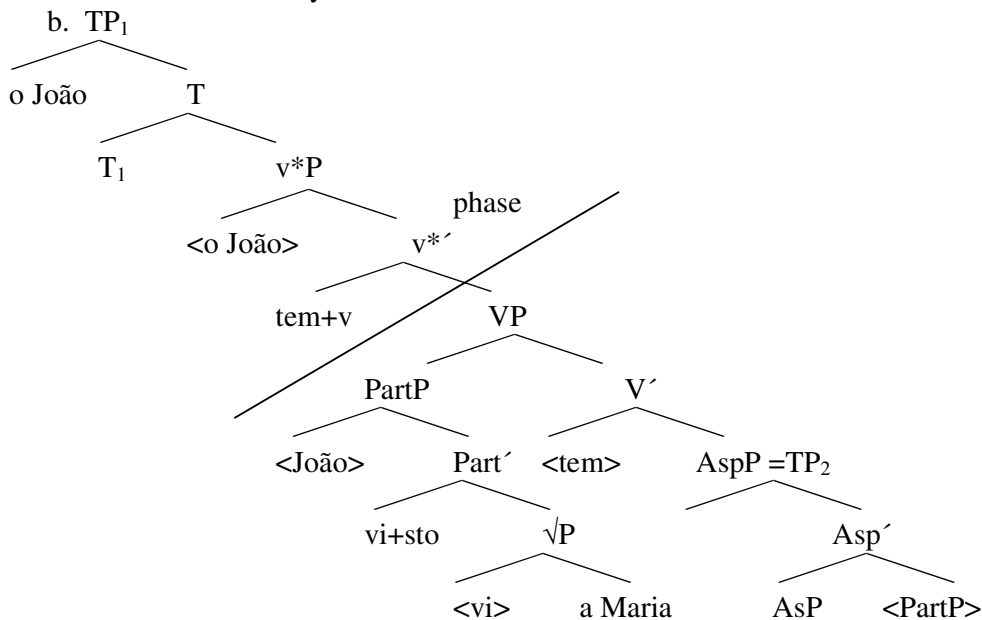 b. TP₁
o João T
T₁ v*P
phase
<o João> v*´
tem+v VP
PartP V´
<João> Part´ <tem> AspP =TP₂
vi+sto √P Asp´
<vi> a Maria AsP <PartP>